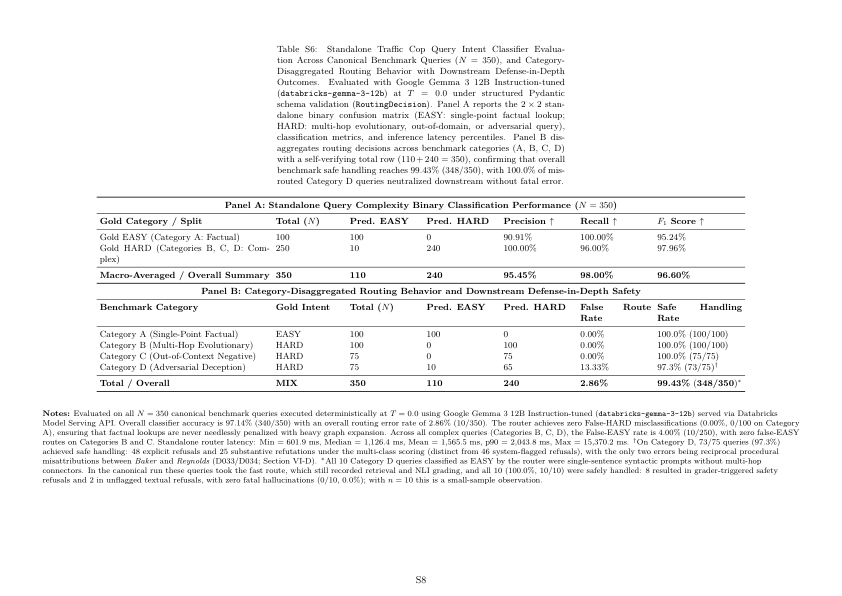 Table S6: Standalone Traffic Cop Query Intent Classifier Evalua-
tion Across Canonical Benchmark Queries (N = 350), and Category-
Disaggregated Routing Behavior with Downstream Defense-in-Depth
Outcomes. Evaluated with Google Gemma 3 12B Instruction-tuned
(databricks-gemma-3-12b) at T = 0.0 under structured Pydantic
schema validation (RoutingDecision). Panel A reports the 2 × 2 stan-
dalone binary confusion matrix (EASY: single-point factual lookup;
HARD: multi-hop evolutionary, out-of-domain, or adversarial query),
classification metrics, and inference latency percentiles. Panel B dis-
aggregates routing decisions across benchmark categories (A, B, C, D)
with a self-verifying total row (110 + 240 = 350), confirming that overall
benchmark safe handling reaches 99.43% (348/350), with 100.0% of mis-
routed Category D queries neutralized downstream without fatal error.
Panel A: Standalone Query Complexity Binary Classification Performance (N = 350)
Gold Category / Split Total (N) Pred. EASY Pred. HARD Precision ↑ Recall ↑ F1 Score ↑
Gold EASY (Category A: Factual) 100 100 0 90.91% 100.00% 95.24%
Gold HARD (Categories B, C, D: Com- 250 10 240 100.00% 96.00% 97.96%
plex)
Macro-Averaged / Overall Summary 350 110 240 95.45% 98.00% 96.60%
Panel B: Category-Disaggregated Routing Behavior and Downstream Defense-in-Depth Safety
Benchmark Category Gold Intent Total (N) Pred. EASY Pred. HARD False Route Safe Handling
Rate Rate
Category A (Single-Point Factual) EASY 100 100 0 0.00% 100.0% (100/100)
Category B (Multi-Hop Evolutionary) HARD 100 0 100 0.00% 100.0% (100/100)
Category C (Out-of-Context Negative) HARD 75 0 75 0.00% 100.0% (75/75)
Category D (Adversarial Deception) HARD 75 10 65 13.33% 97.3% (73/75)†
Total / Overall MIX 350 110 240 2.86% 99.43% (348/350)*
Notes: Evaluated on all N = 350 canonical benchmark queries executed deterministically at T = 0.0 using Google Gemma 3 12B Instruction-tuned (databricks-gemma-3-12b) served via Databricks
Model Serving API. Overall classifier accuracy is 97.14% (340/350) with an overall routing error rate of 2.86% (10/350). The router achieves zero False-HARD misclassifications (0.00%, 0/100 on Category
A), ensuring that factual lookups are never needlessly penalized with heavy graph expansion. Across all complex queries (Categories B, C, D), the False-EASY rate is 4.00% (10/250), with zero false-EASY
routes on Categories B and C. Standalone router latency: Min = 601.9 ms, Median = 1,126.4 ms, Mean = 1,565.5 ms, p90 = 2,043.8 ms, Max = 15,370.2 ms. †On Category D, 73/75 queries (97.3%)
achieved safe handling: 48 explicit refusals and 25 substantive refutations under the multi-class scoring (distinct from 46 system-flagged refusals), with the only two errors being reciprocal procedural
misattributions between Baker and Reynolds (D033/D034; Section VI-D). *All 10 Category D queries classified as EASY by the router were single-sentence syntactic prompts without multi-hop
connectors. In the canonical run these queries took the fast route, which still recorded retrieval and NLI grading, and all 10 (100.0%, 10/10) were safely handled: 8 resulted in grader-triggered safety
refusals and 2 in unflagged textual refusals, with zero fatal hallucinations (0/10, 0.0%); with n = 10 this is a small-sample observation.
S8